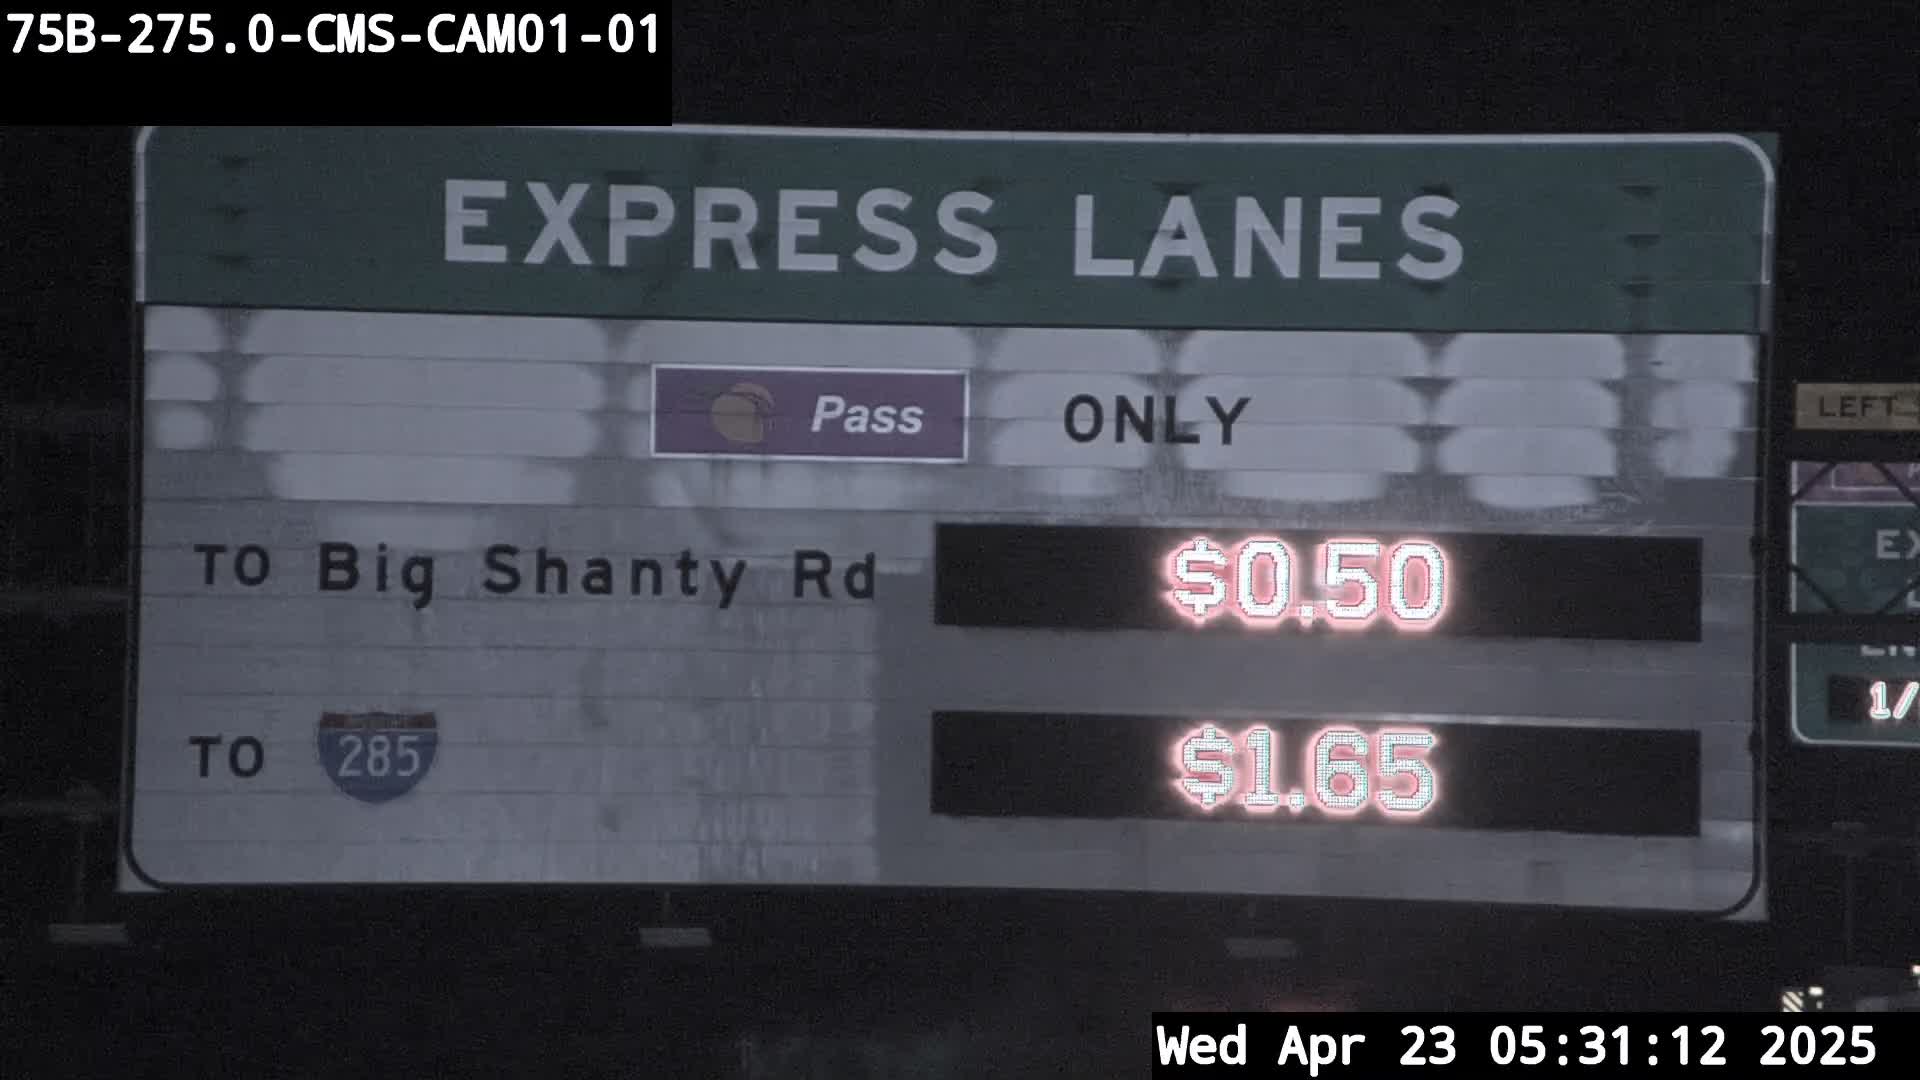 75B-275.0-CMS-CAM01-01
EXPRESS LANES
Pass ONLY
LEFT
TO Big Shanty Rd $0.50
TO 285 $1.65
1/
Wed Apr 23 05:31:12 2025